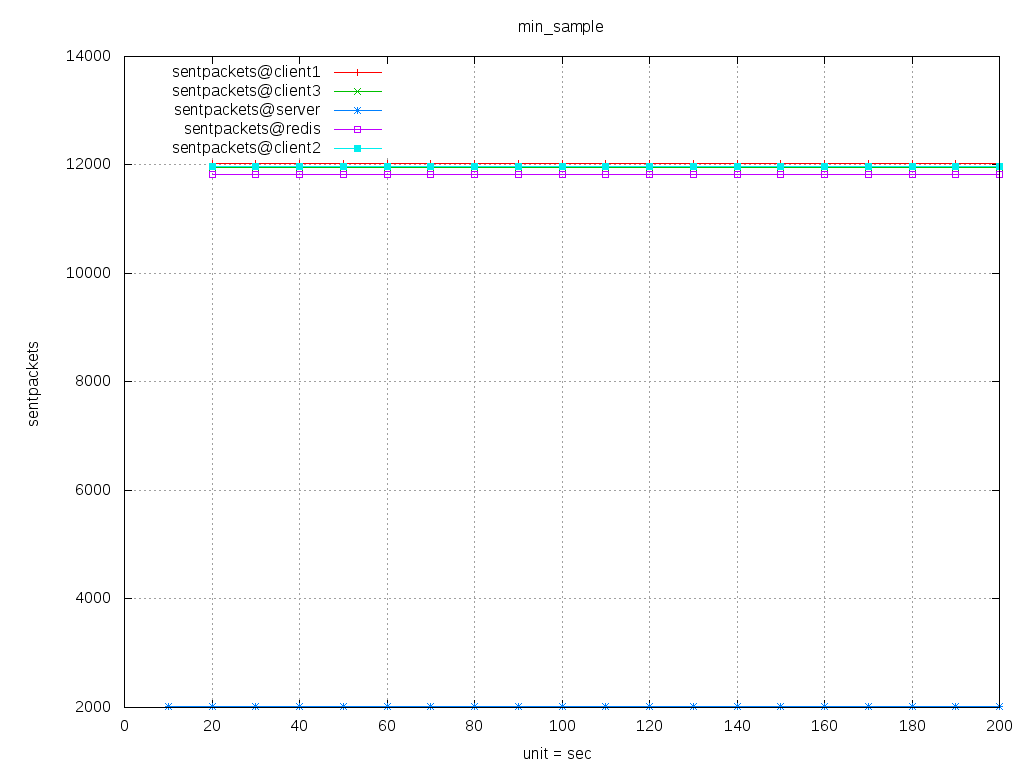 min_sample
14000
12000
10000
8000
6000
4000
2000
sentpackets@client1
sentpackets@client3
sentpackets@server
sentpackets@redis
sentpackets@client2
sentpackets
0 20 40 60 80 100 120 140 160 180 200
unit = sec